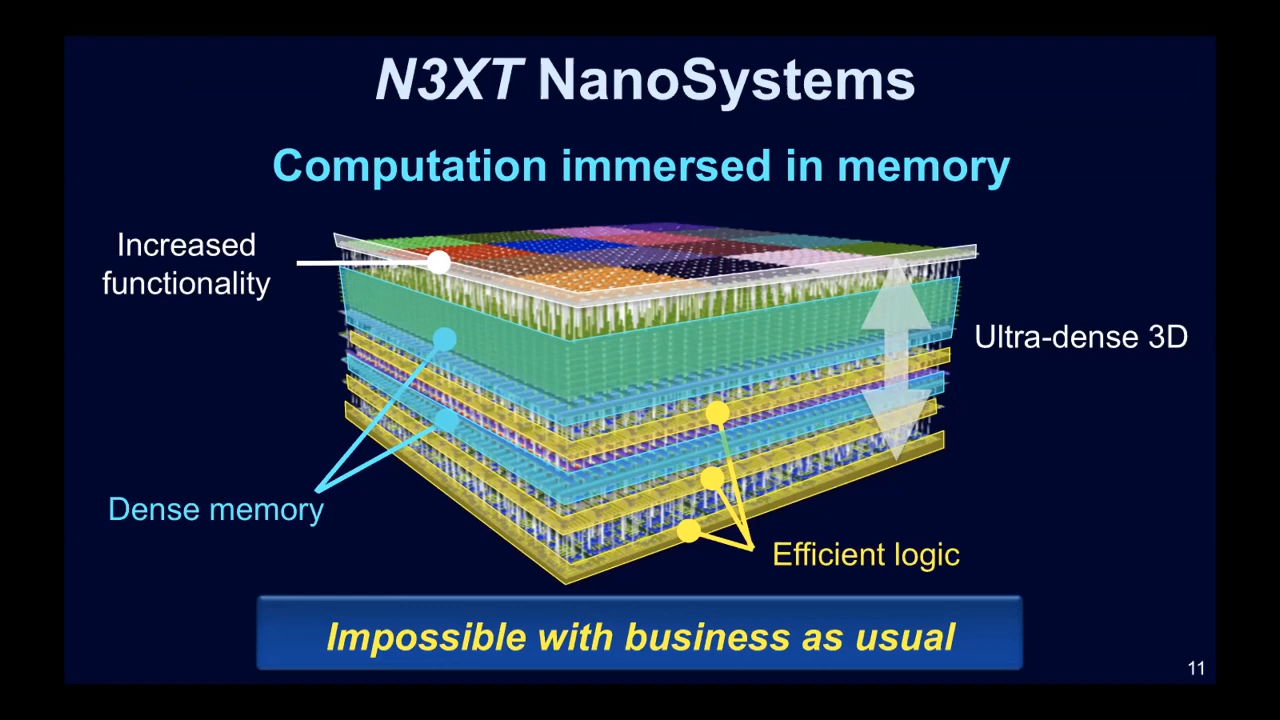 N3XT NanoSystems
Computation immersed in memory
Increased
functionality
Ultra-dense 3D
Dense memory
Efficient logic
Impossible with business as usual
11